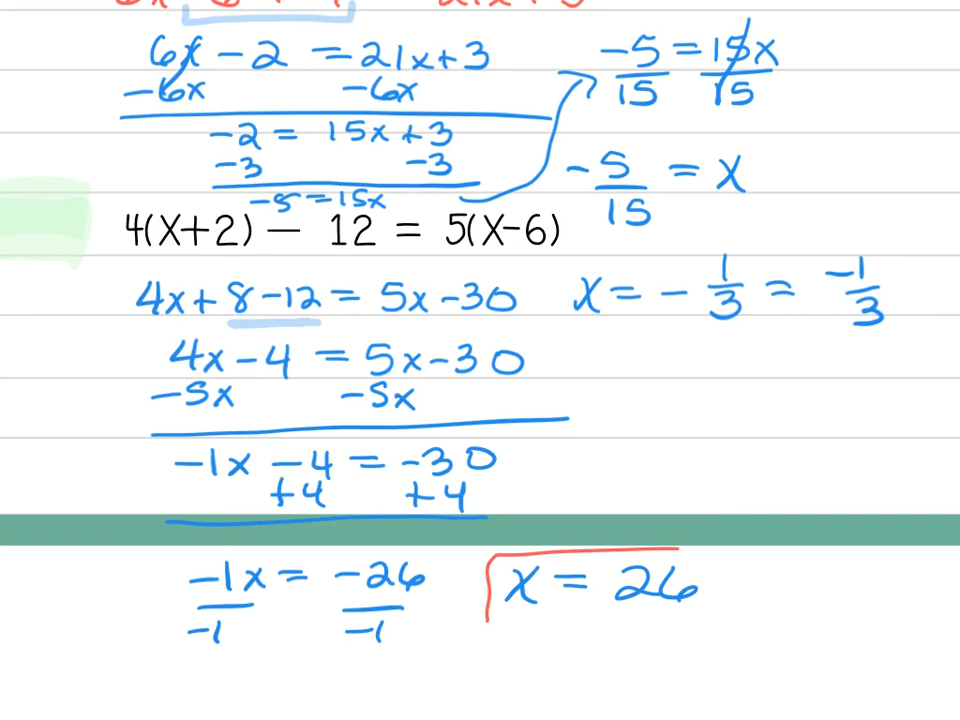 6x - 2 = 21x + 3
-6x -6x
-2 = 15x + 3
-3 -3
-5 = 15x
-5 = 15x
15 15
-5/15 = x
x = -1/3 = -1/3
4(X+2) — 12 = 5(X-6)
4x + 8 - 12 = 5x - 30
4x - 4 = 5x - 30
-5x -5x
-1x - 4 = -30
+4 +4
-1x = -26
-1 -1
x = 26